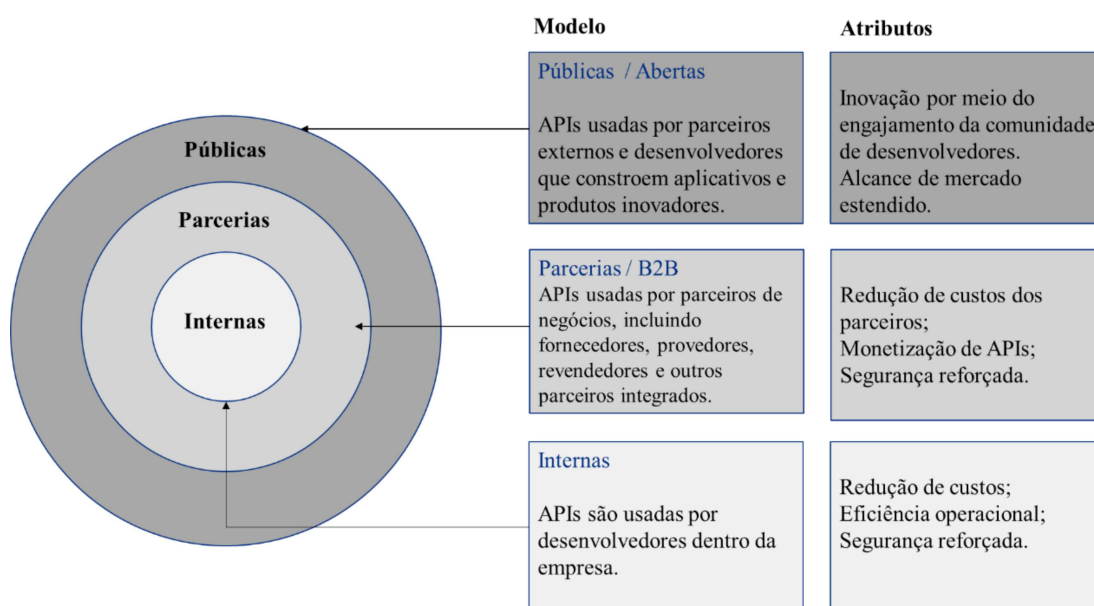 Modelo
Atributos
Públicas
Parcerias
Internas
Públicas / Abertas
APIs usadas por parceiros
externos e desenvolvedores
que constroem aplicativos e
produtos inovadores.
Inovação por meio do
engajamento da comunidade
de desenvolvedores.
Alcance de mercado
estendido.
Parcerias / B2B
APIs usadas por parceiros de
negócios, incluindo
fornecedores, provedores,
revendedores e outros
parceiros integrados.
Redução de custos dos
parceiros;
Monetização de APIs;
Segurança reforçada.
Internas
APIs são usadas por
desenvolvedores dentro da
empresa.
Redução de custos;
Eficiência operacional;
Segurança reforçada.